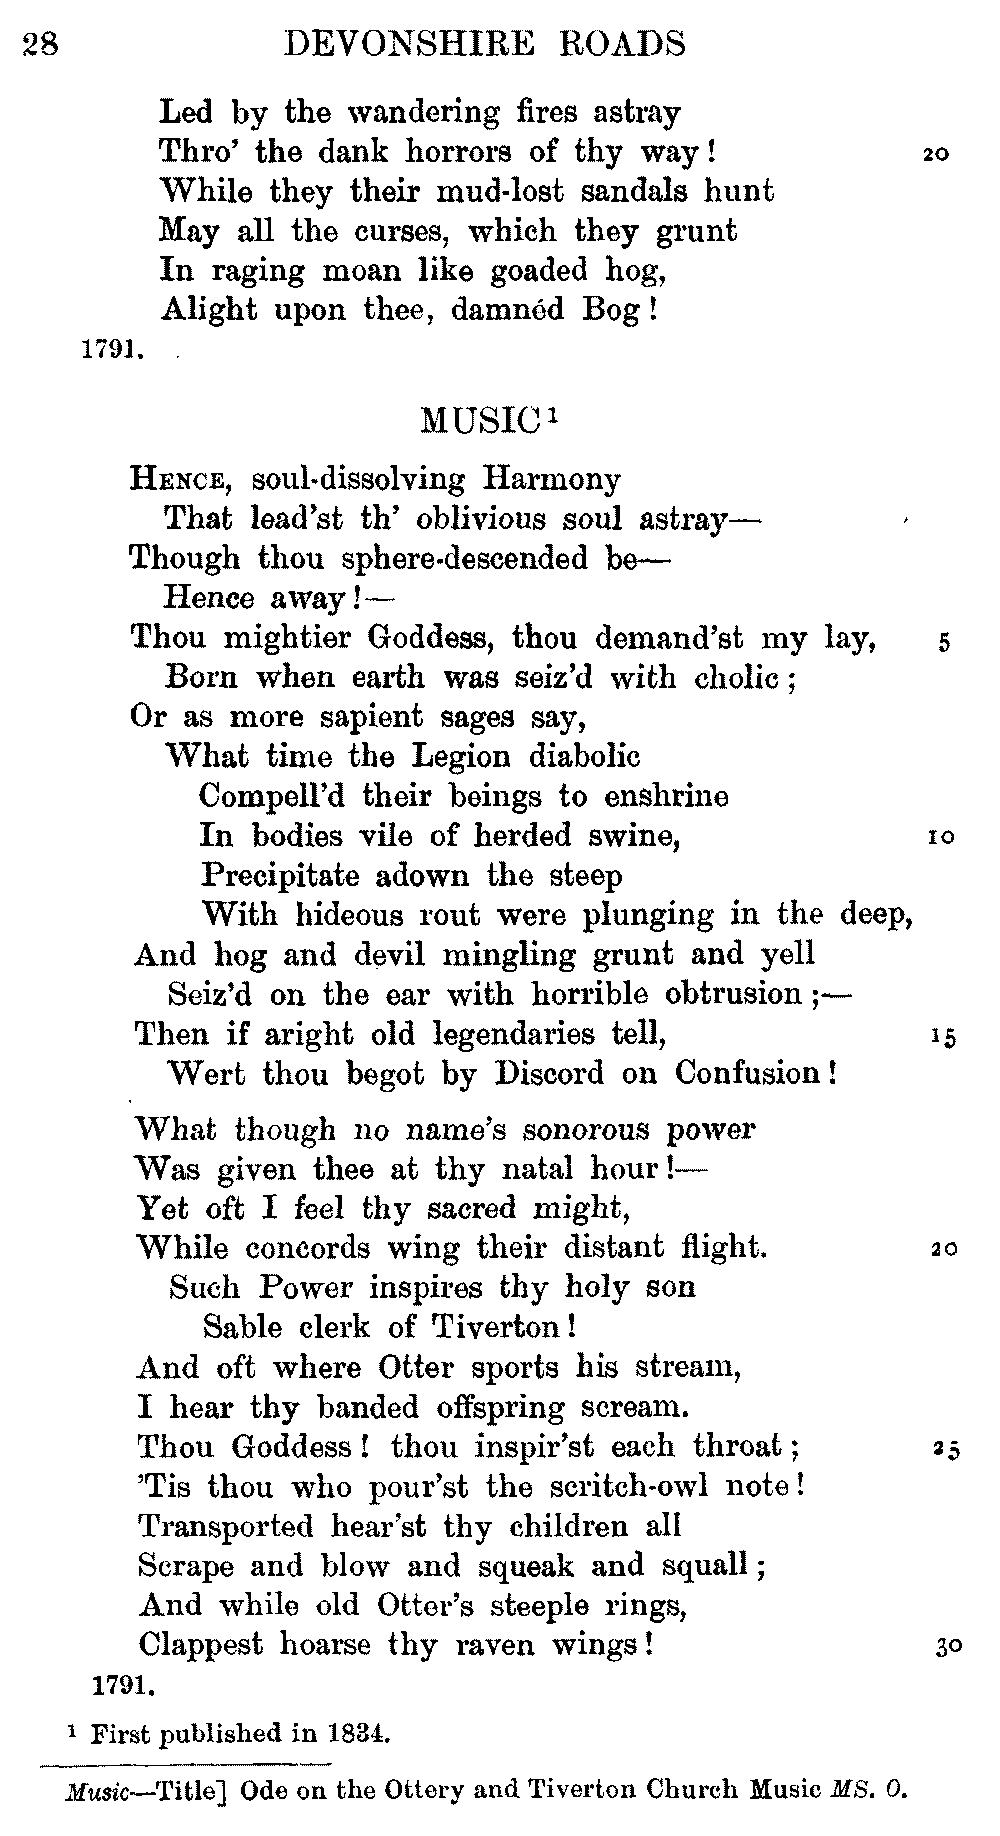 28 DEVONSHIRE ROADS
Led by the wandering fires astray
Thro' the dank horrors of thy way! 20
While they their mud-lost sandals hunt
May all the curses, which they grunt
In raging moan like goaded hog,
Alight upon thee, damnéd Bog!
1791.
MUSIC¹
HENCE, soul-dissolving Harmony
That lead'st th' oblivious soul astray—
Though thou sphere-descended be—
Hence away!—
Thou mightier Goddess, thou demand'st my lay, 5
Born when earth was seiz'd with cholic;
Or as more sapient sages say,
What time the Legion diabolic
Compell'd their beings to enshrine
In bodies vile of herded swine, 10
Precipitate adown the steep
With hideous rout were plunging in the deep,
And hog and devil mingling grunt and yell
Seiz'd on the ear with horrible obtrusion;—
Then if aright old legendaries tell, 15
Wert thou begot by Discord on Confusion!
What though no name's sonorous power
Was given thee at thy natal hour!—
Yet oft I feel thy sacred might,
While concords wing their distant flight. 20
Such Power inspires thy holy son
Sable clerk of Tiverton!
And oft where Otter sports his stream,
I hear thy banded offspring scream.
Thou Goddess! thou inspir'st each throat; 25
'Tis thou who pour'st the scritch-owl note!
Transported hear'st thy children all
Scrape and blow and squeak and squall;
And while old Otter's steeple rings,
Clappest hoarse thy raven wings! 30
1791.
¹ First published in 1834.
Music—Title] Ode on the Ottery and Tiverton Church Music MS. O.